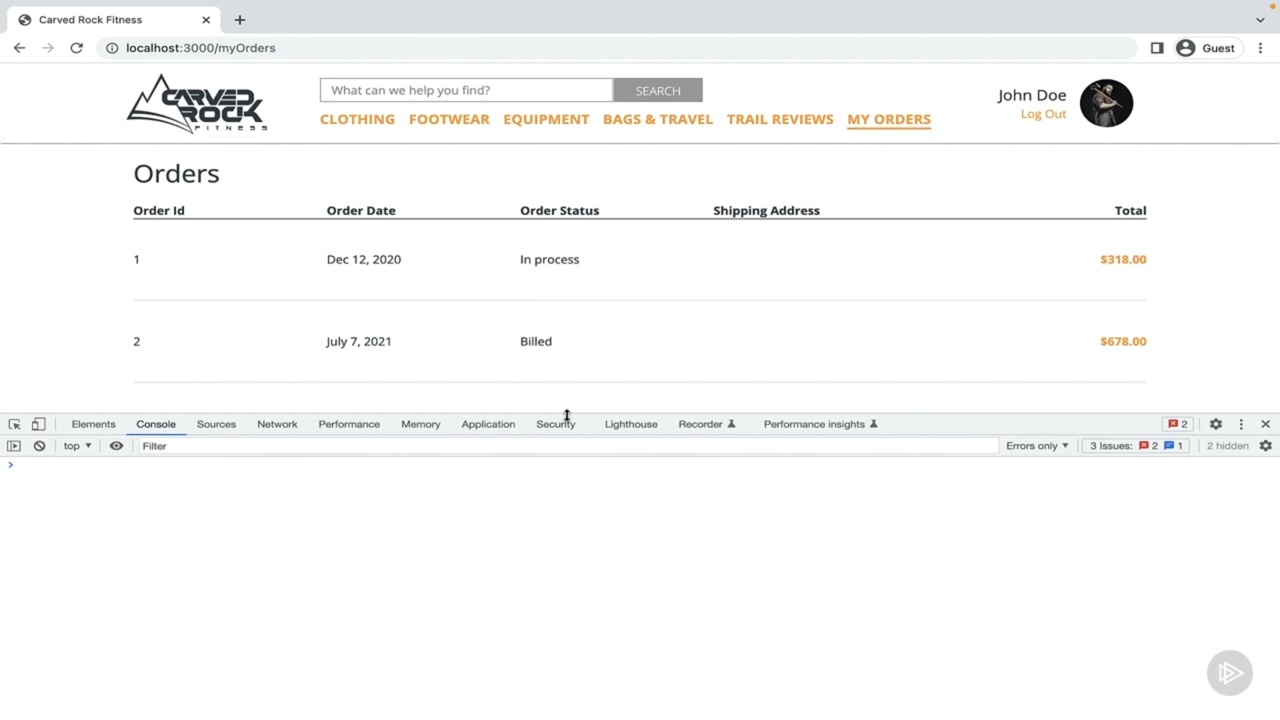 Carved Rock Fitness
localhost:3000/myOrders
Guest
CARVED
ROCK
FITNESS
What can we help you find?
SEARCH
John Doe
Log Out
CLOTHING FOOTWEAR EQUIPMENT BAGS & TRAVEL TRAIL REVIEWS MY ORDERS
Orders
Order Id Order Date Order Status Shipping Address Total
1 Dec 12, 2020 In process $318.00
2 July 7, 2021 Billed $678.00
Elements Console Sources Network Performance Memory Application Security Lighthouse Recorder Performance insights 2
top Filter Errors only 3 Issues: 2 1 2 hidden